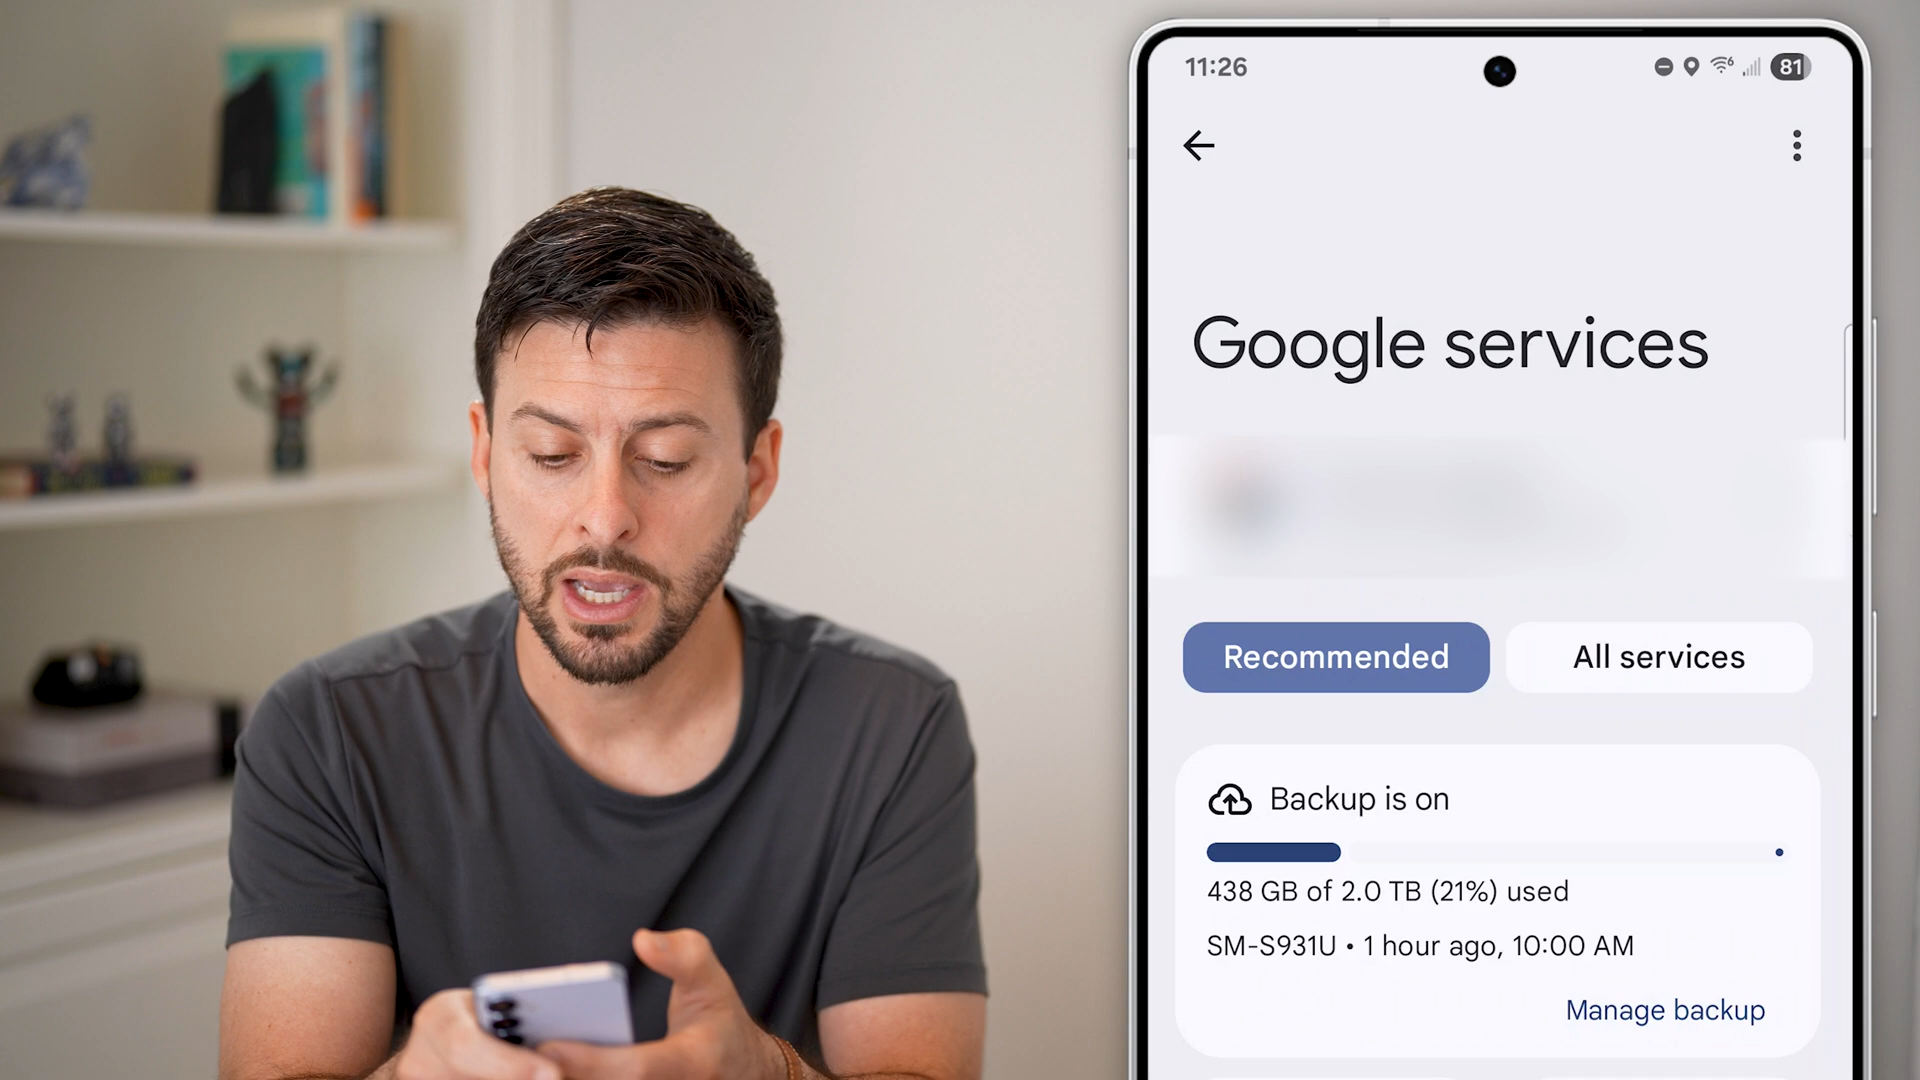 11:26
81
Google services
Recommended
All services
Backup is on
438 GB of 2.0 TB (21%) used
SM-S931U • 1 hour ago, 10:00 AM
Manage backup